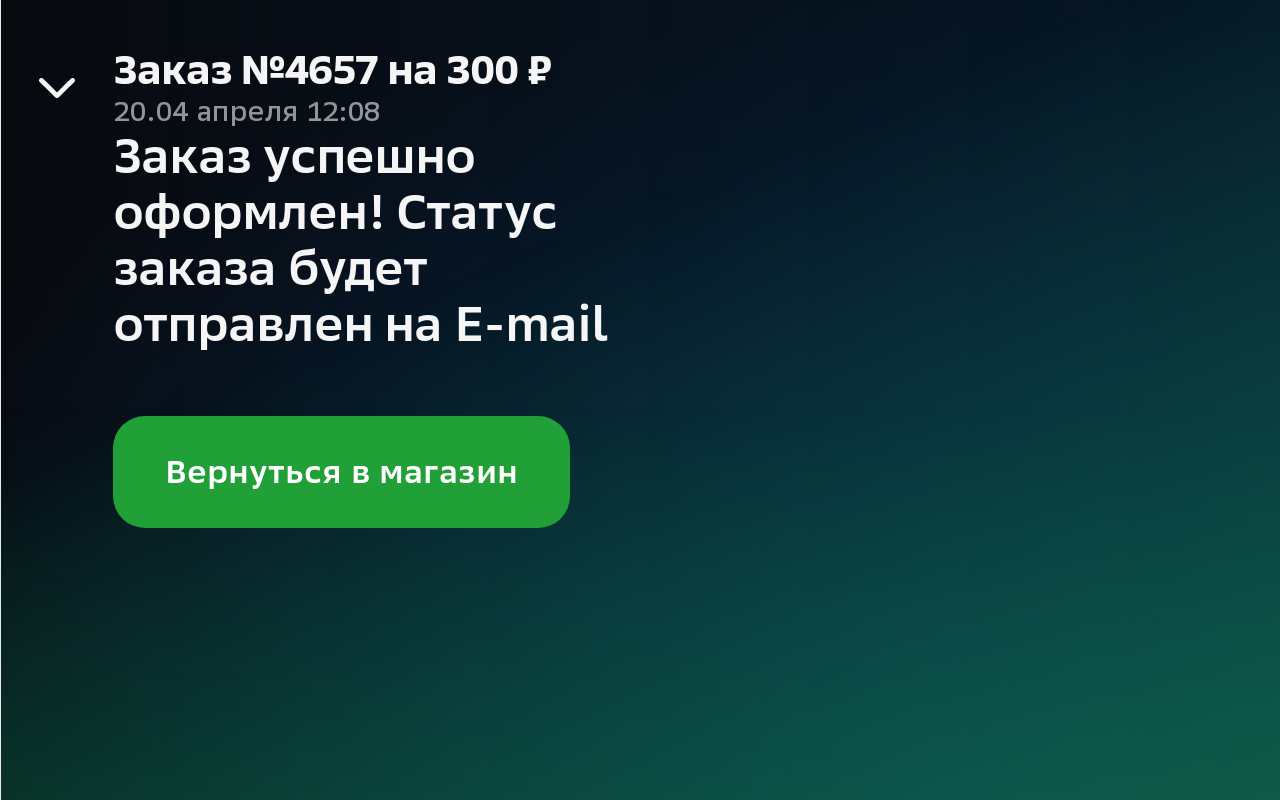 Заказ №4657 на 300 ₽
20.04 апреля 12:08
Заказ успешно
оформлен! Статус
заказа будет
отправлен на E-mail
Вернуться в магазин